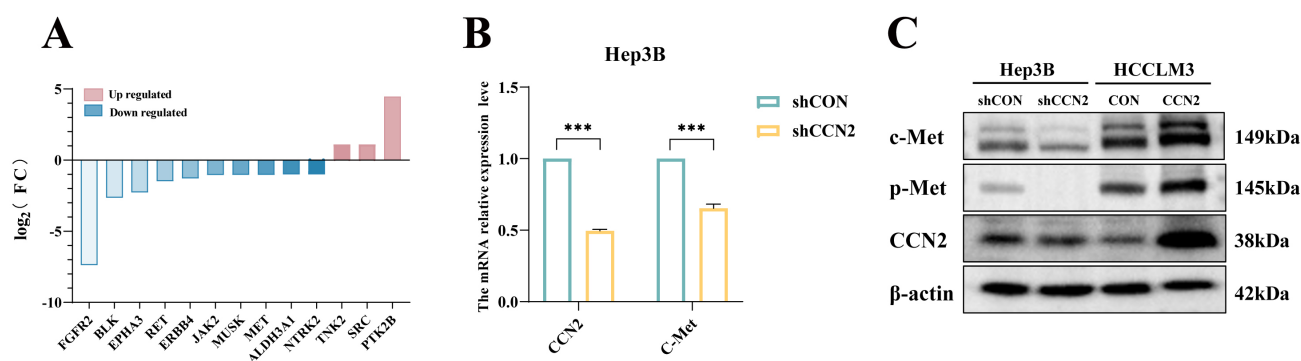 A
5
0
-5
-10
log2( FC)
Up regulated
Down regulated
FGFR2
BLK
EPHA3
RET
ERBB4
JAK2
MUSK
MET
ALDH3A1
NTRK2
TNK2
SRC
PTK2B
B
Hep3B
The mRNA relative expression leve
1.5
1.0
0.5
0.0
***
***
CCN2
C-Met
shCON
shCCN2
C
Hep3B HCCLM3
shCON shCCN2 CON CCN2
c-Met 149kDa
p-Met 145kDa
CCN2 38kDa
β-actin 42kDa